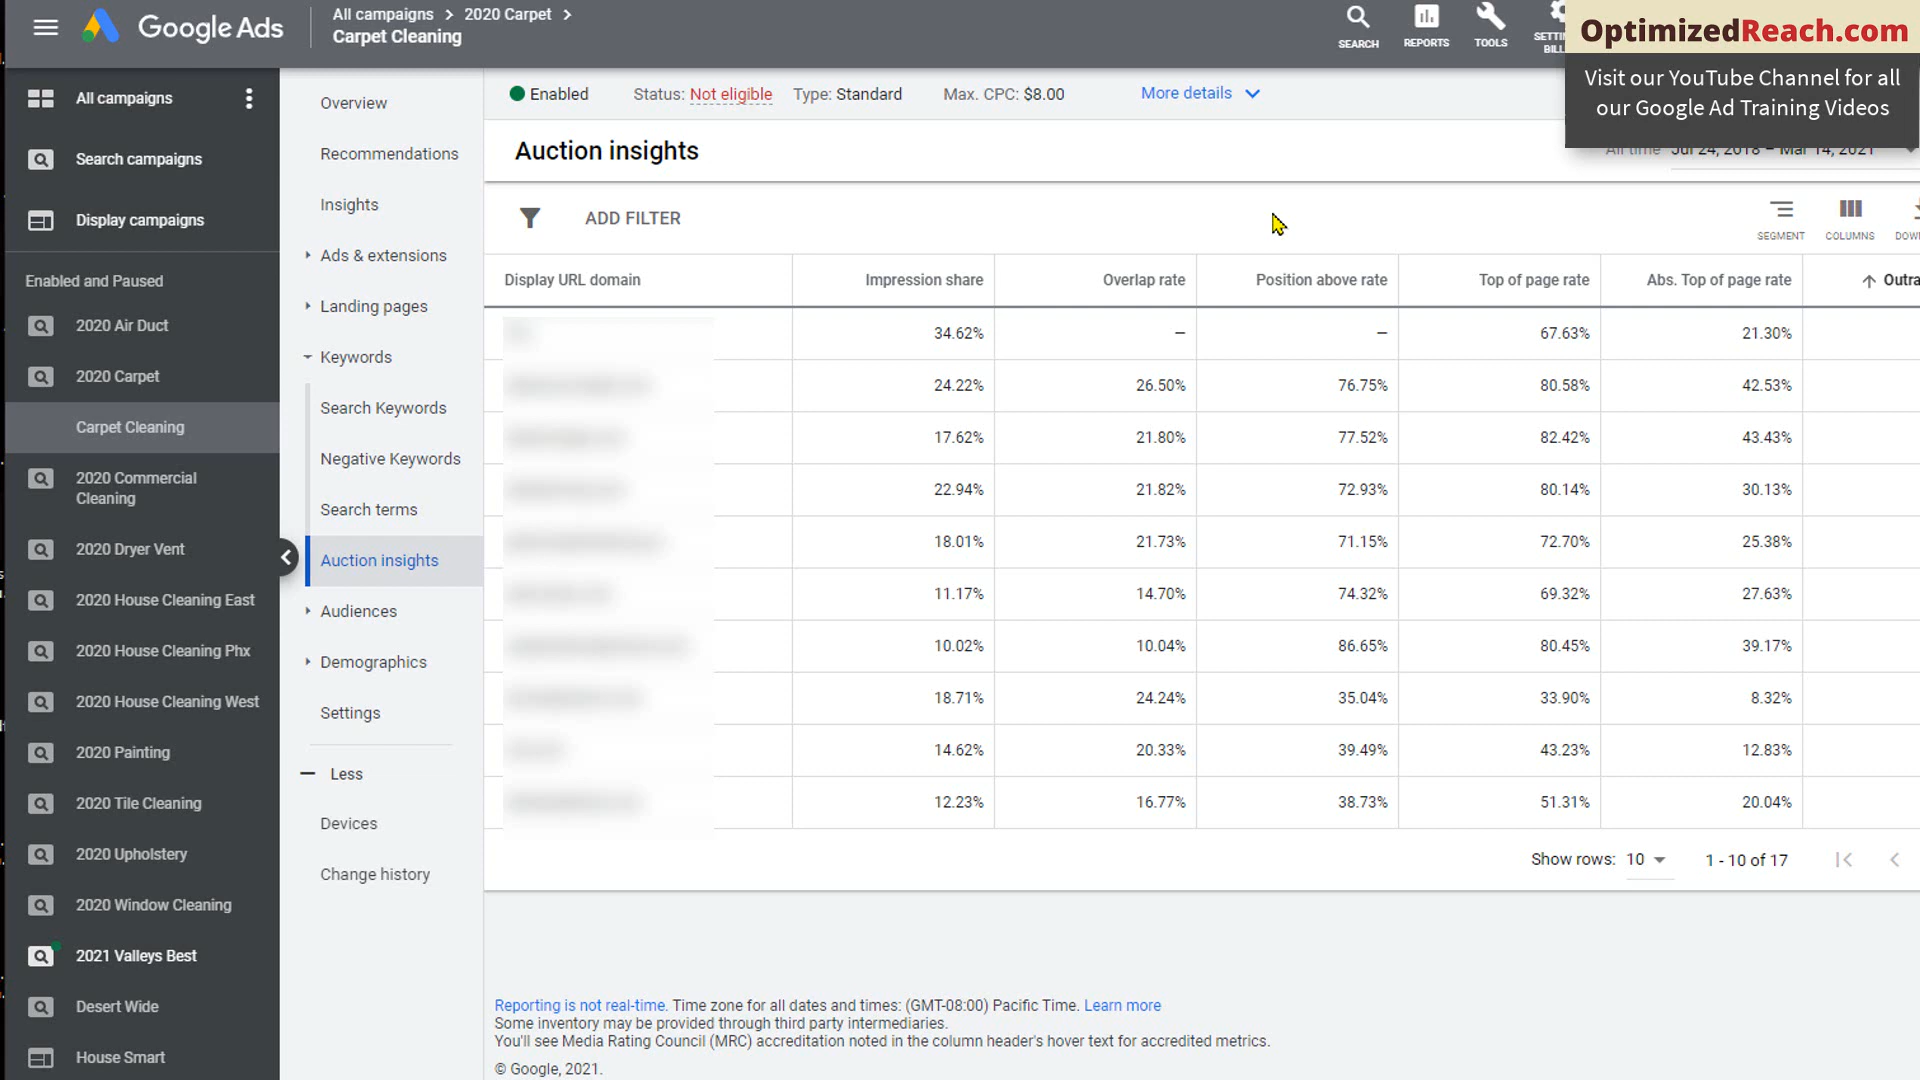 Google Ads
All campaigns > 2020 Carpet >
Carpet Cleaning
SEARCH
REPORTS
TOOLS
OptimizedReach.com
Visit our YouTube Channel for all
our Google Ad Training Videos
All campaigns
Search campaigns
Display campaigns
Enabled and Paused
2020 Air Duct
2020 Carpet
Carpet Cleaning
2020 Commercial
Cleaning
2020 Dryer Vent
2020 House Cleaning East
2020 House Cleaning Phx
2020 House Cleaning West
2020 Painting
2020 Tile Cleaning
2020 Upholstery
2020 Window Cleaning
2021 Valleys Best
Desert Wide
House Smart
Overview
Recommendations
Insights
Ads & extensions
Landing pages
Keywords
Search Keywords
Negative Keywords
Search terms
Auction insights
Audiences
Demographics
Settings
Less
Devices
Change history
Enabled Status: Not eligible Type: Standard Max. CPC: $8.00 More details
Auction insights
All time Jul 24, 2018 – Mar 14, 2021
ADD FILTER
SEGMENT
COLUMNS
Display URL domain Impression share Overlap rate Position above rate Top of page rate Abs. Top of page rate
34.62% – – 67.63% 21.30%
24.22% 26.50% 76.75% 80.58% 42.53%
17.62% 21.80% 77.52% 82.42% 43.43%
22.94% 21.82% 72.93% 80.14% 30.13%
18.01% 21.73% 71.15% 72.70% 25.38%
11.17% 14.70% 74.32% 69.32% 27.63%
10.02% 10.04% 86.65% 80.45% 39.17%
18.71% 24.24% 35.04% 33.90% 8.32%
14.62% 20.33% 39.49% 43.23% 12.83%
12.23% 16.77% 38.73% 51.31% 20.04%
Show rows: 10 1 - 10 of 17
Reporting is not real-time. Time zone for all dates and times: (GMT-08:00) Pacific Time. Learn more
Some inventory may be provided through third party intermediaries.
You'll see Media Rating Council (MRC) accreditation noted in the column header's hover text for accredited metrics.
© Google, 2021.